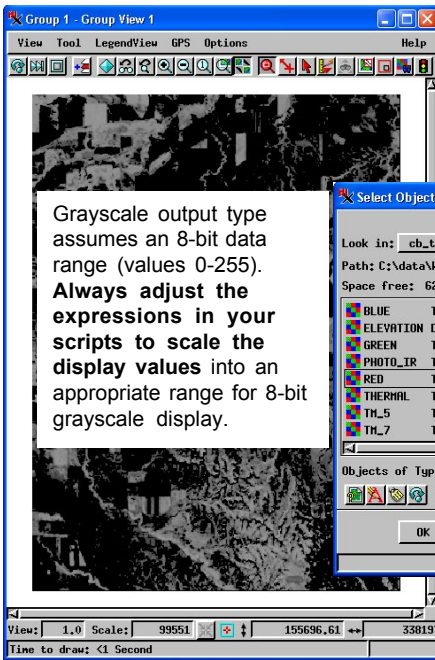 Group 1 - Group View 1
View Tool LegendView GPS Options Help
Grayscale output type
assumes an 8-bit data
range (values 0-255).
Always adjust the
expressions in your
scripts to scale the
display values into an
appropriate range for 8-bit
grayscale display.
Select Object
Look in: cb_t
Path: C:\data\
Space free: 62
BLUE T
ELEVATION D
GREEN T
PHOTO_IR T
RED T
THERMAL T
TM_5 T
TM_7 T
Objects of Typ
OK
View: 1.0 Scale: 99551 155696.61 33819
Time to draw: <1 Second